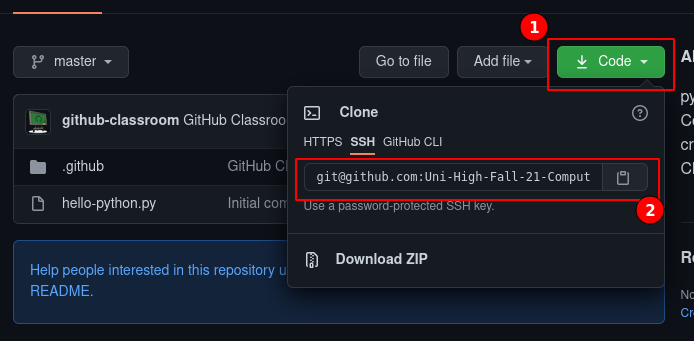 1
master
Go to file
Add file
Code
github-classroom GitHub Classroo
Clone
HTTPS SSH GitHub CLI
.github
GitHub Cl
git@github.com:Uni-High-Fall-21-Comput
hello-python.py
Initial com
2
Use a password-protected SSH key.
Download ZIP
Help people interested in this repository u
README.
py
Co
cr
Cl
Re
No
Cr